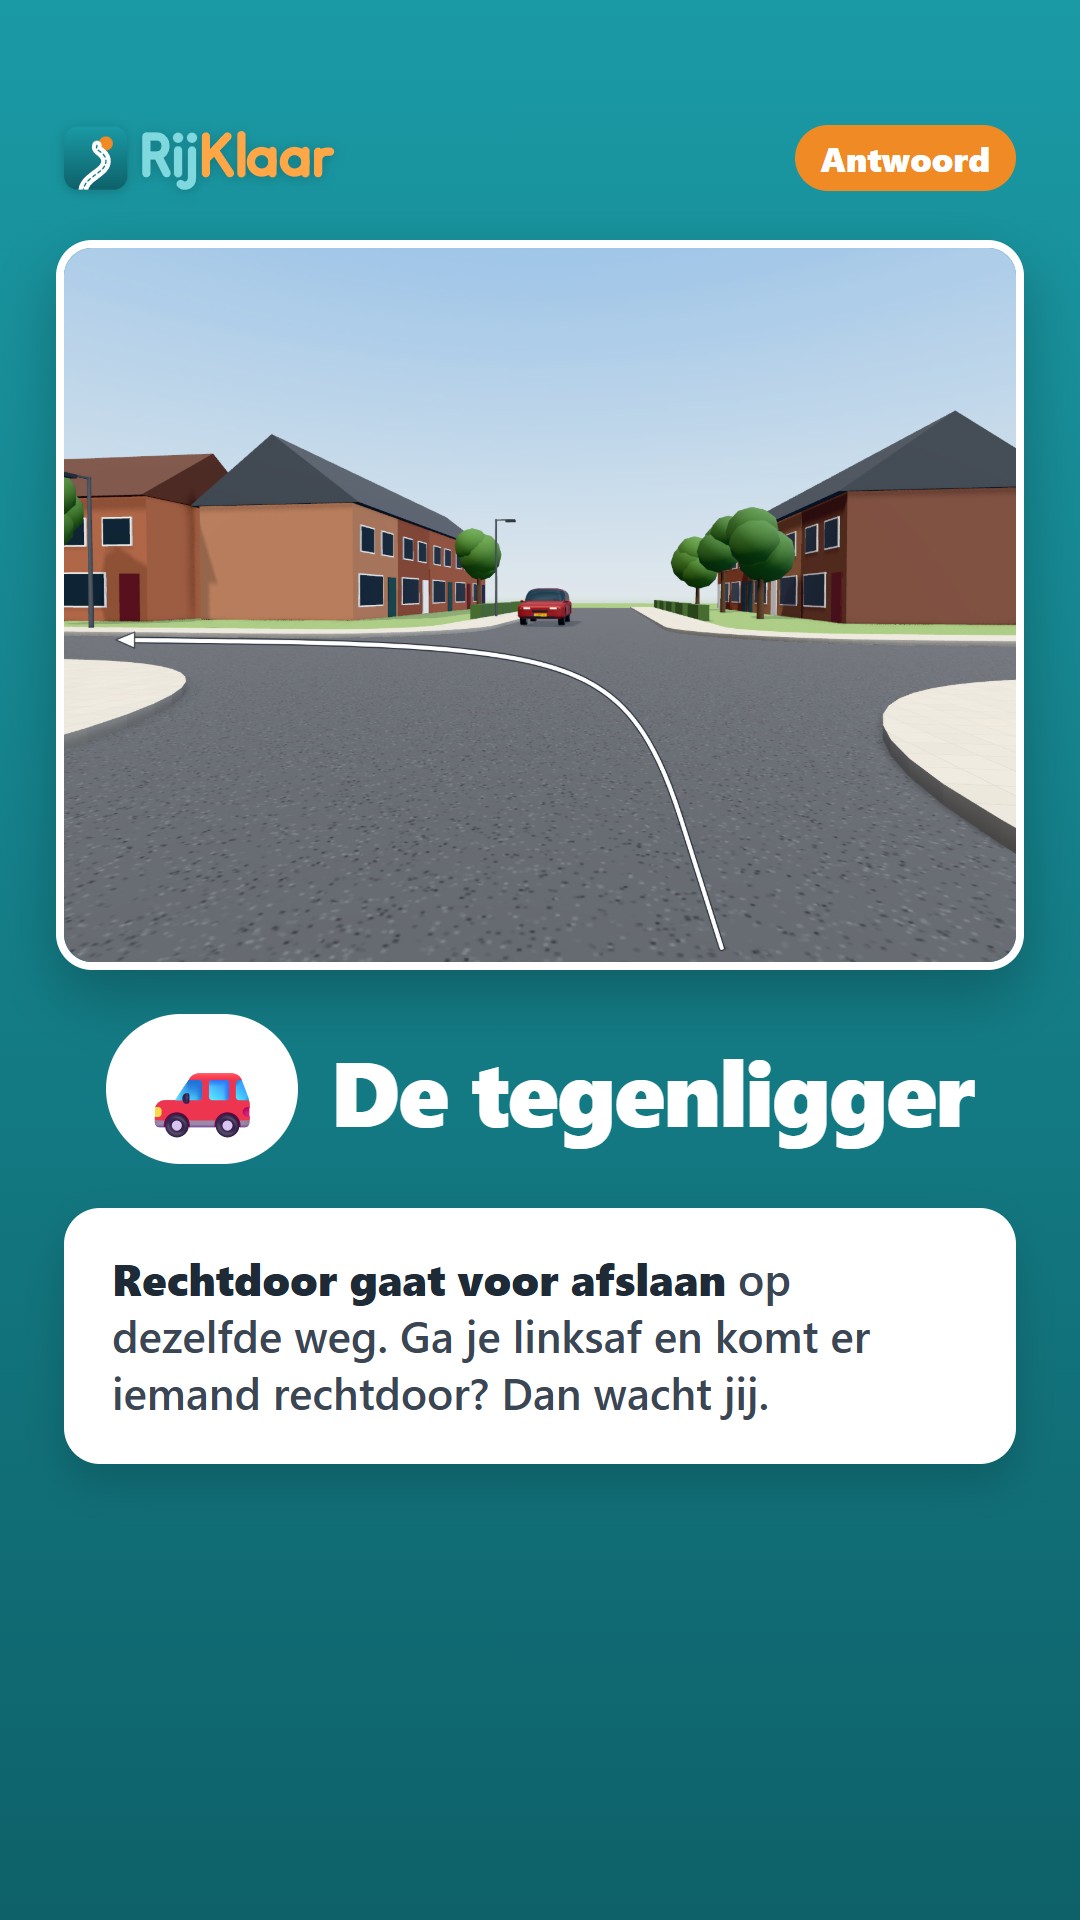 RijKlaar
Antwoord
De tegenligger
Rechtdoor gaat voor afslaan op
dezelfde weg. Ga je linksaf en komt er
iemand rechtdoor? Dan wacht jij.